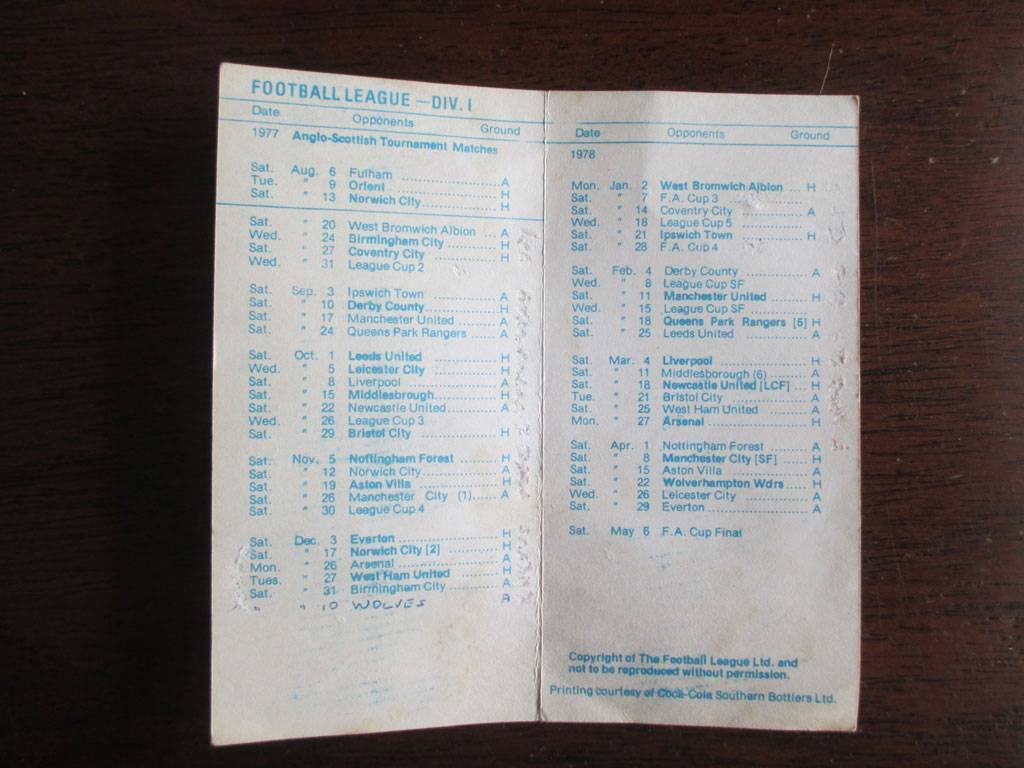 FOOTBALL LEAGUE — DIV. I
Date Opponents Ground
1977 Anglo-Scottish Tournament Matches
Sat. Aug. 6 Fulham ........ A
Tue. " 9 Orient ........ H
Sat. " 13 Norwich City ........ H
Sat. " 20 West Bromwich Albion ... A
Wed. " 24 Birmingham City ........ H
Sat. " 27 Coventry City ........ H
Wed. " 31 League Cup 2
Sat. Sep. 3 Ipswich Town ........ A
Sat. " 10 Derby County ........ H
Sat. " 17 Manchester United ... A
Sat. " 24 Queens Park Rangers ... A
Sat. Oct. 1 Leeds United ........ H
Wed. " 5 Leicester City ........ H
Sat. " 8 Liverpool ........ A
Sat. " 15 Middlesbrough ........ H
Sat. " 22 Newcastle United ........ A
Wed. " 26 League Cup 3
Sat. " 29 Bristol City ........ H
Sat. Nov. 5 Nottingham Forest ........ H
Sat. " 12 Norwich City ........ A
Sat. " 19 Aston Villa ........ H
Sat. " 26 Manchester City (1) ..... A
Sat. " 30 League Cup 4
Sat. Dec. 3 Everton ........ H
Sat. " 17 Norwich City [2] ........ H
Mon. " 26 Arsenal ........ A
Tues. " 27 West Ham United ........ H
Sat. " 31 Birmingham City ........ A
" " 10 WOLVES A
Date Opponents Ground
1978
Mon. Jan. 2 West Bromwich Albion ... H
Sat. " 7 F.A. Cup 3
Sat. " 14 Coventry City ........ A
Wed. " 18 League Cup 5
Sat. " 21 Ipswich Town ........ H
Sat. " 28 F.A. Cup 4
Sat. Feb. 4 Derby County ........ A
Wed. " 8 League Cup SF
Sat. " 11 Manchester United ........ H
Wed. " 15 League Cup SF
Sat. " 18 Queens Park Rangers [5] H
Sat. " 25 Leeds United ........ A
Sat. Mar. 4 Liverpool ........ H
Sat. " 11 Middlesborough (6) ........ A
Sat. " 18 Newcastle United [LCF] ... H
Tue. " 21 Bristol City ........ A
Sat. " 25 West Ham United ........ A
Mon. " 27 Arsenal ........ H
Sat. Apr. 1 Nottingham Forest ........ A
Sat. " 8 Manchester City [SF] ...... H
Sat. " 15 Aston Villa ........ A
Sat. " 22 Wolverhampton Wdrs ..... H
Wed. " 26 Leicester City ........ A
Sat. " 29 Everton ........ A
Sat. May 6 F.A. Cup Final
Copyright of The Football League Ltd. and
not to be reproduced without permission.
Printing courtesy of Coca-Cola Southern Bottlers Ltd.